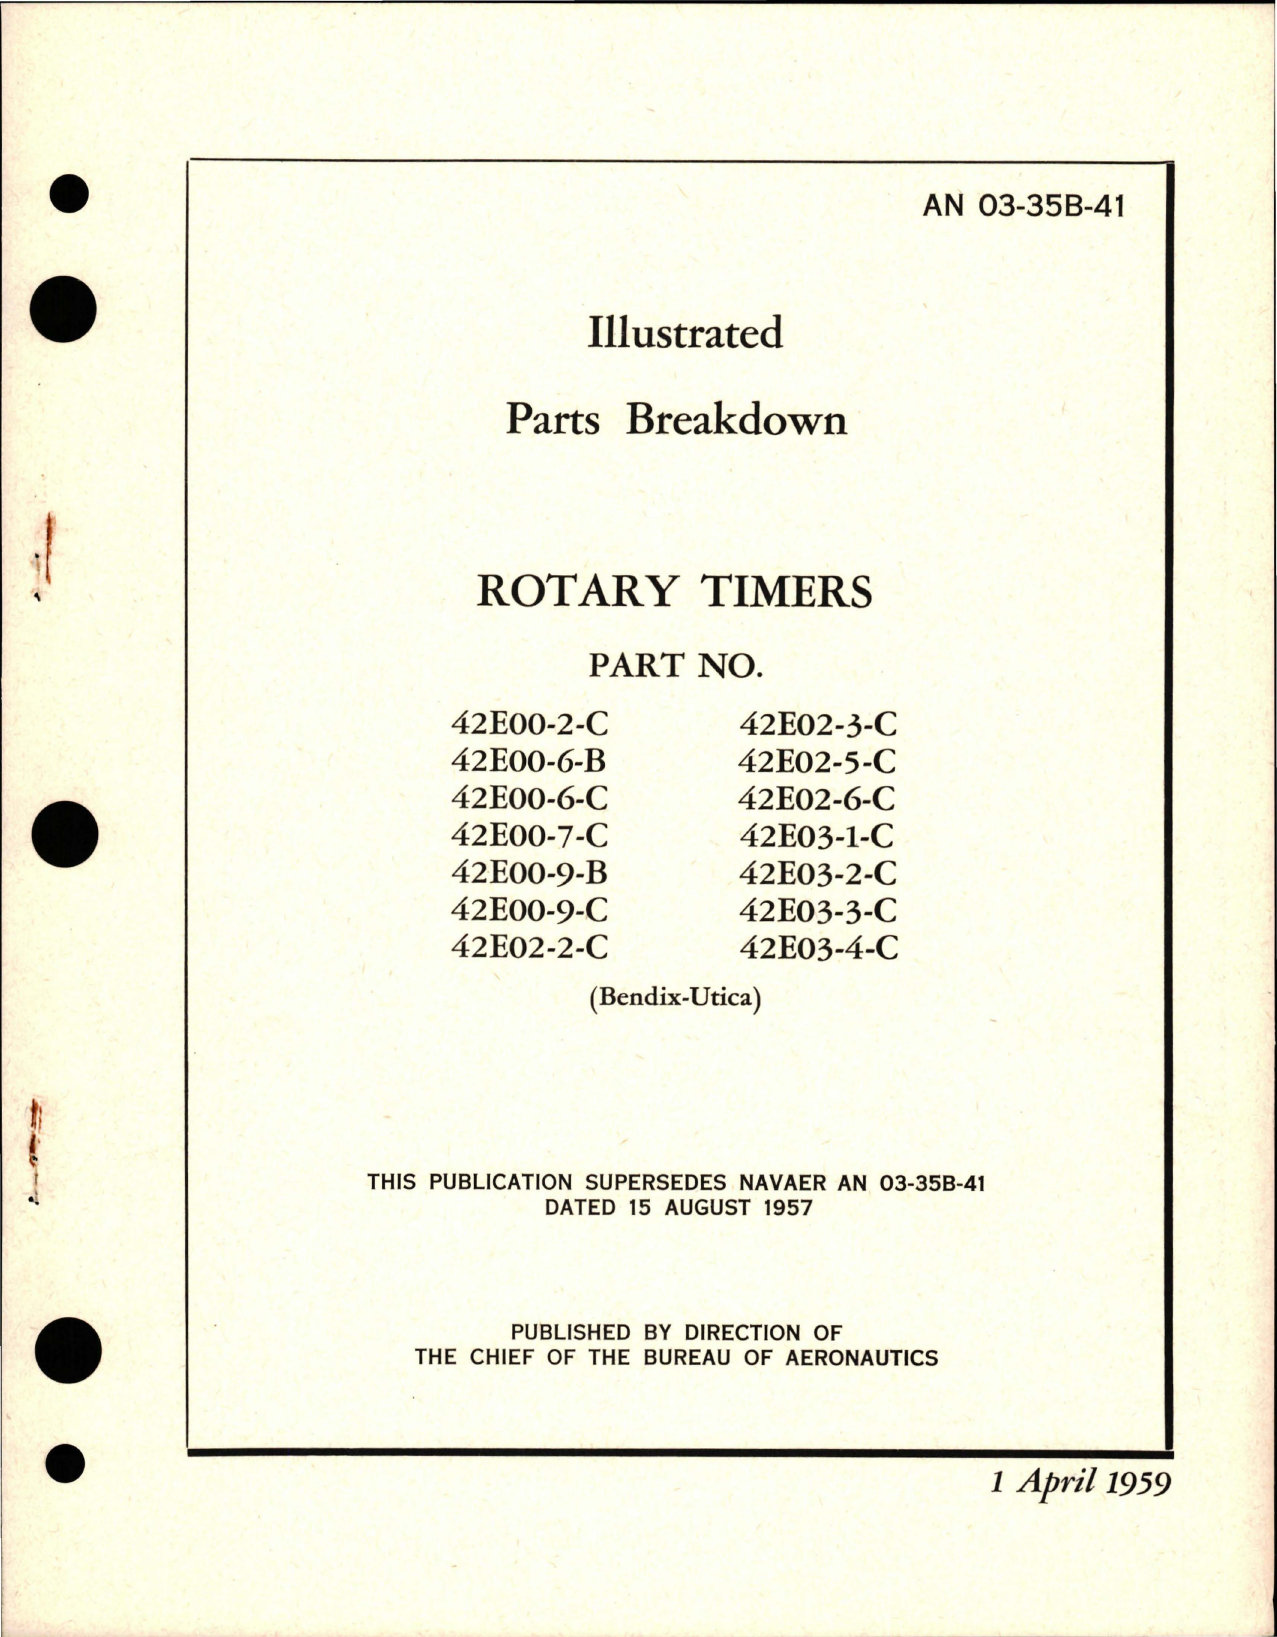 AN 03-35B-41
Illustrated
Parts Breakdown
ROTARY TIMERS
PART NO.
42E00-2-C 42E02-3-C
42E00-6-B 42E02-5-C
42E00-6-C 42E02-6-C
42E00-7-C 42E03-1-C
42E00-9-B 42E03-2-C
42E00-9-C 42E03-3-C
42E02-2-C 42E03-4-C
(Bendix-Utica)
THIS PUBLICATION SUPERSEDES NAVAER AN 03-35B-41
DATED 15 AUGUST 1957
PUBLISHED BY DIRECTION OF
THE CHIEF OF THE BUREAU OF AERONAUTICS
1 April 1959